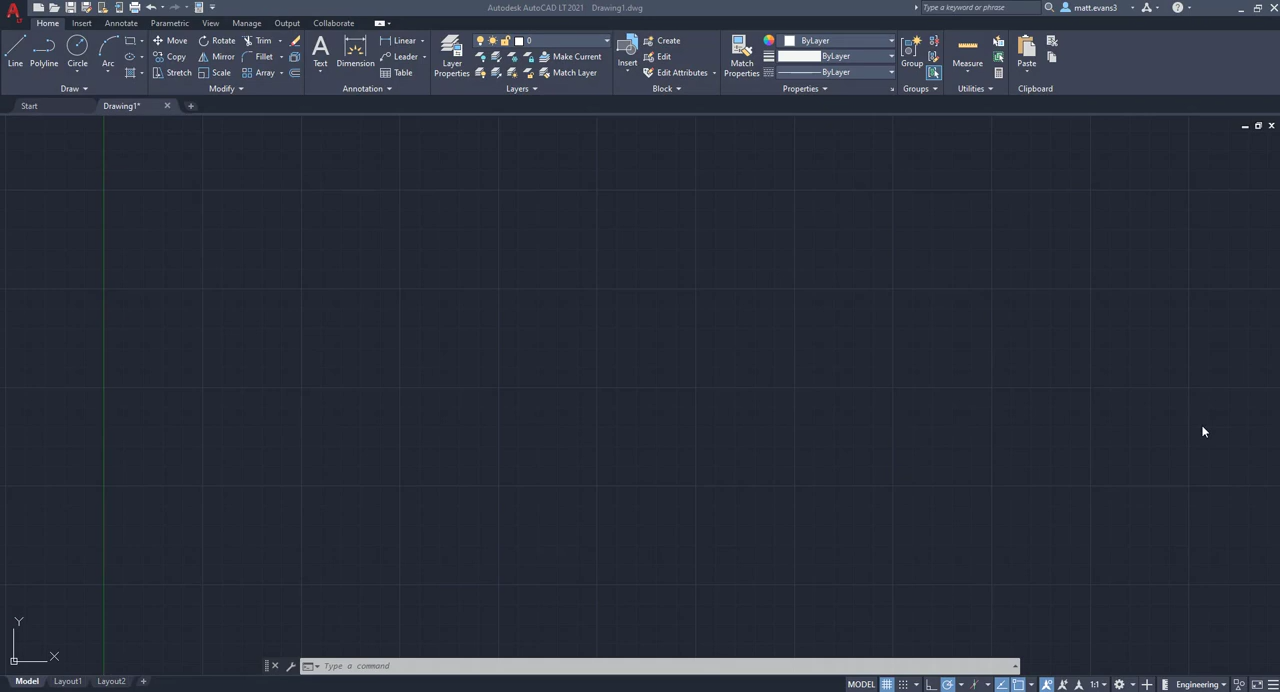 Autodesk AutoCAD LT 2021 Drawing1.dwg
Type a keyword or phrase
matt.evans3
LT
Home Insert Annotate Parametric View Manage Output Collaborate
Line Polyline Circle Arc
Move Rotate Trim
Copy Mirror Fillet
Stretch Scale Array
Text Dimension
Linear
Leader
Table
Layer Properties
0
Make Current
Match Layer
Insert
Create
Edit
Edit Attributes
Match Properties
ByLayer
ByLayer
ByLayer
Group
Measure
Paste
Draw Modify Annotation Layers Block Properties Groups Utilities Clipboard
Start Drawing1*
Y
X
Type a command
Model Layout1 Layout2
MODEL 1:1 Engineering